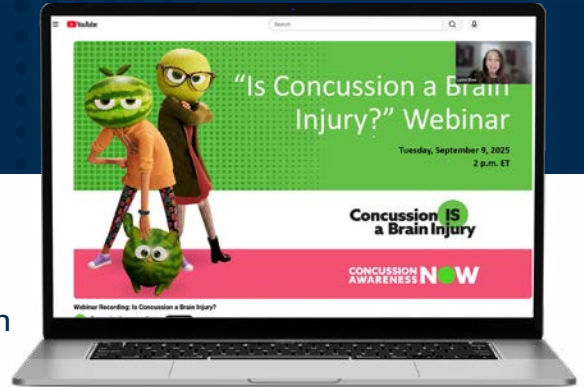 YouTube
Search
"Is Concussion a Brain
Injury?" Webinar
Tuesday, September 9, 2025
2 p.m. ET
Concussion IS
a Brain Injury
CONCUSSION
AWARENESS NOW
Webinar Recording: Is Concussion a Brain Injury?
n